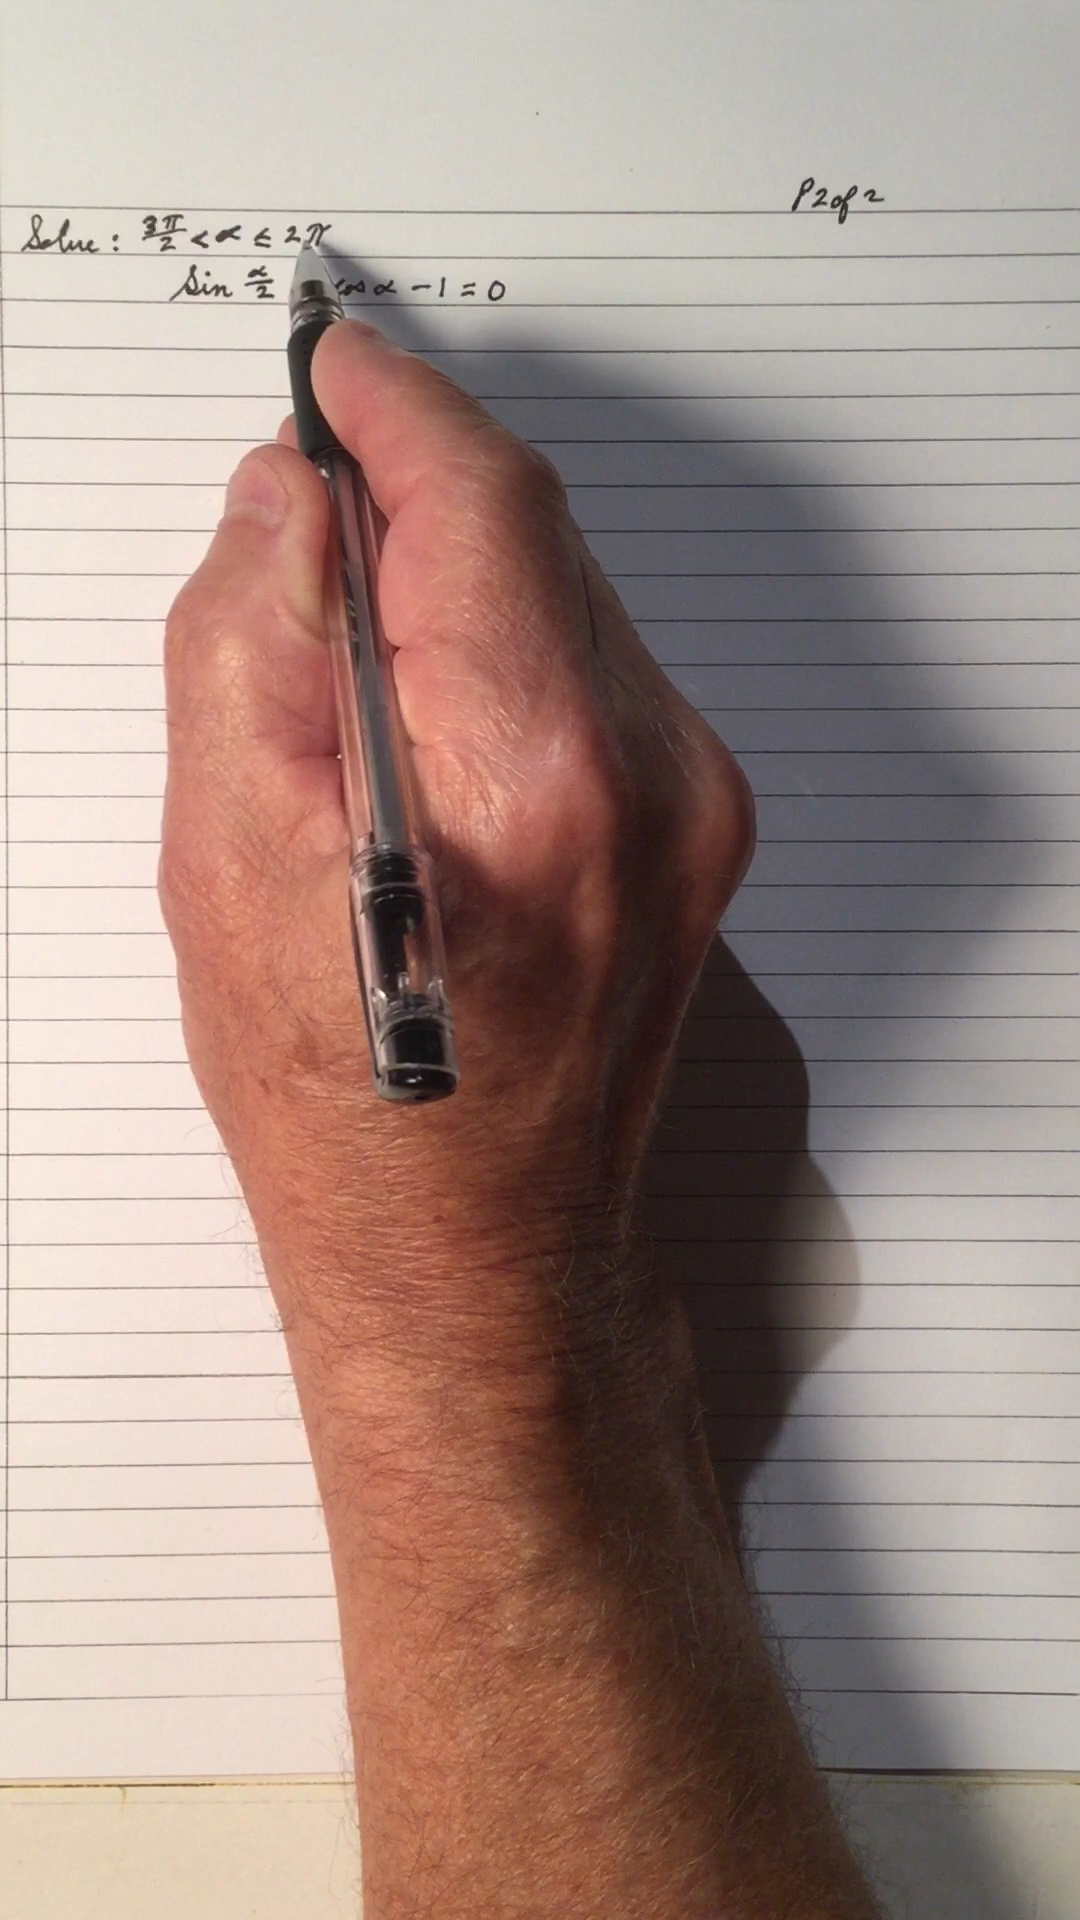 P2of2
Solve: 3π/2 < α ≤ 2π
Sin α/2 cos α - 1 = 0